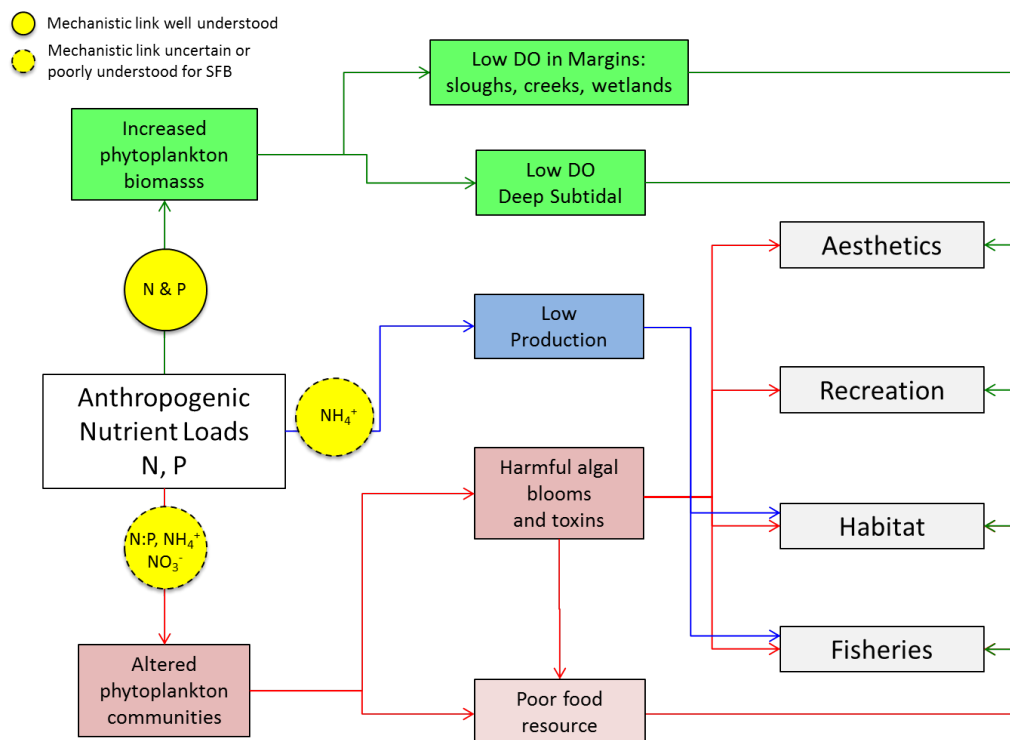 Mechanistic link well understood
Mechanistic link uncertain or
poorly understood for SFB
Low DO in Margins:
sloughs, creeks, wetlands
Increased
phytoplankton
biomasss
Low DO
Deep Subtidal
Aesthetics
N & P
Low
Production
Recreation
Anthropogenic
Nutrient Loads
N, P
NH₄⁺
Harmful algal
blooms
and toxins
Habitat
N:P, NH₄⁺
NO₃⁻
Fisheries
Altered
phytoplankton
communities
Poor food
resource